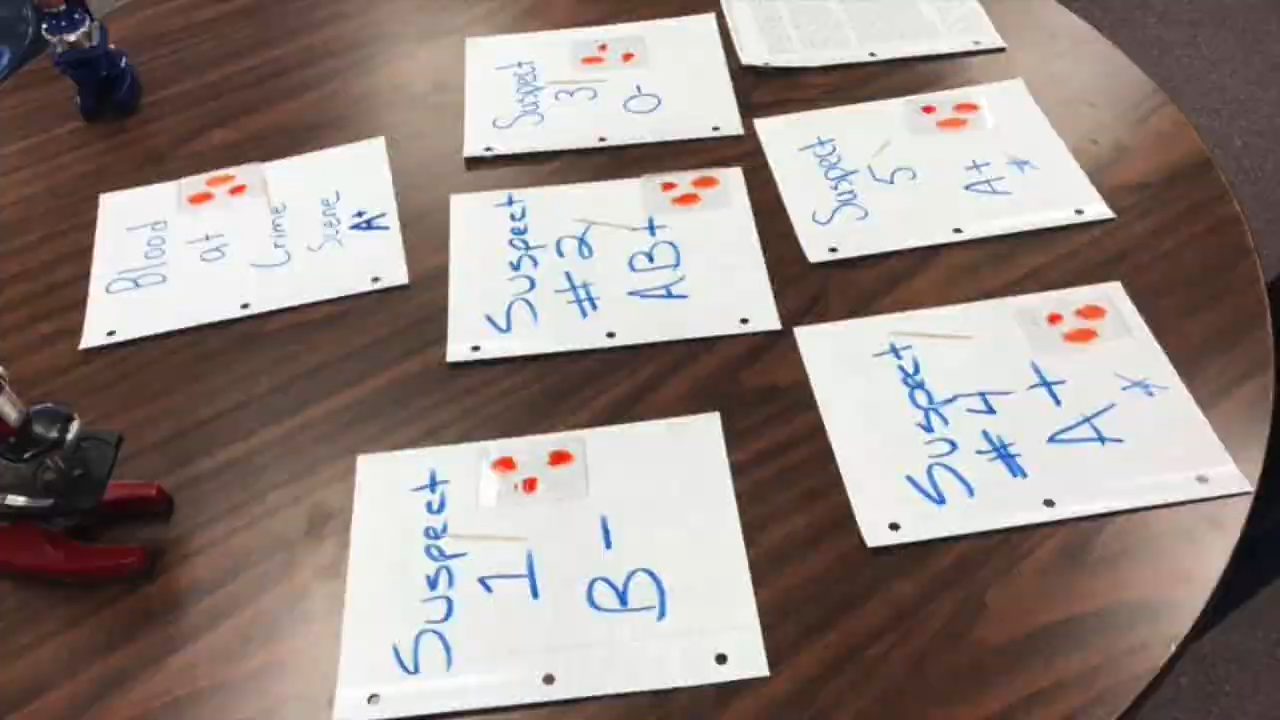 Blood
at
Crime
Scene
A+
Suspect
3
O-
Suspect
#2
AB+
Suspect
1
B-
Suspect
5
A+
*
Suspect
#4
A+
*